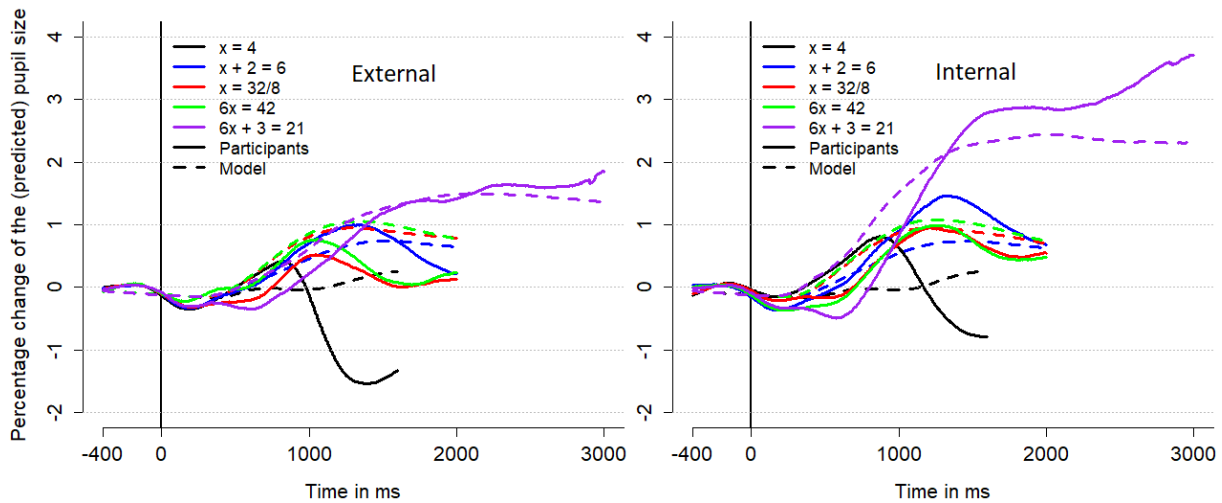 Percentage change of the (predicted) pupil size
4
3
2
1
0
-1
-2
x = 4
x + 2 = 6
x = 32/8
6x = 42
6x + 3 = 21
Participants
Model
External
-400
0
1000
2000
3000
Time in ms
4
3
2
1
0
-1
-2
x = 4
x + 2 = 6
x = 32/8
6x = 42
6x + 3 = 21
Participants
Model
Internal
-400
0
1000
2000
3000
Time in ms